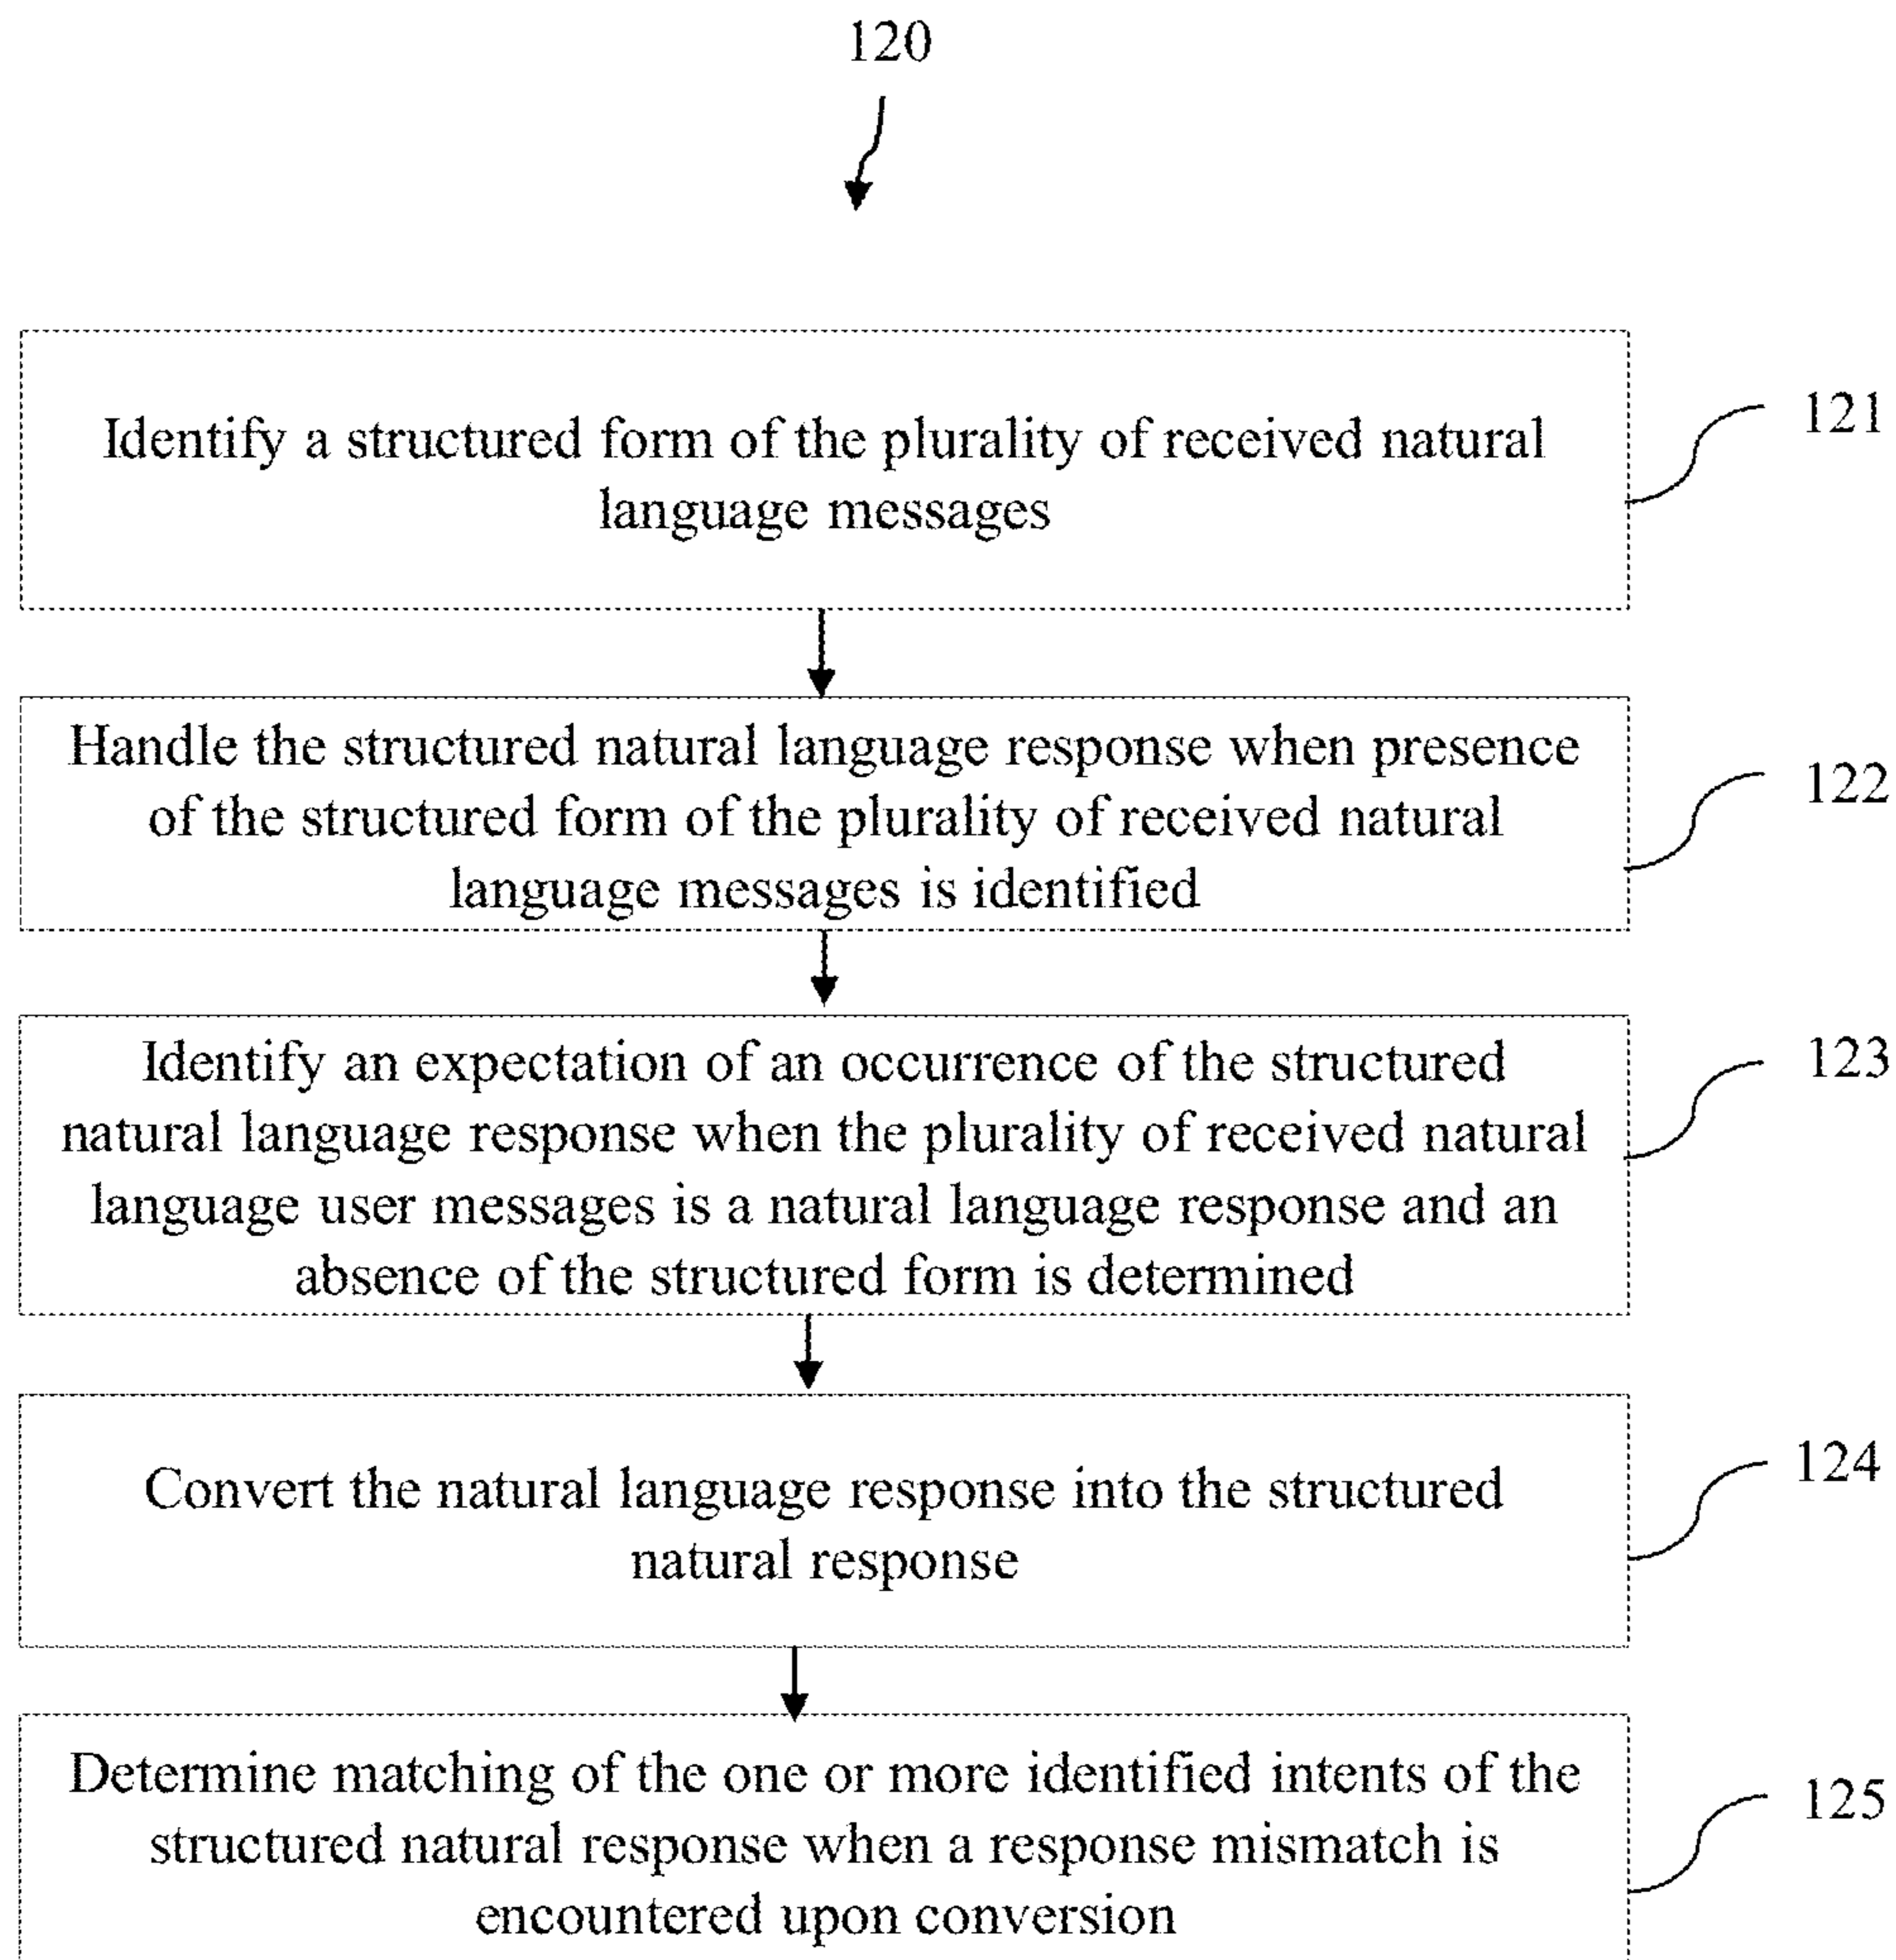 120
Identify a structured form of the plurality of received natural
language messages
121
Handle the structured natural language response when presence
of the structured form of the plurality of received natural
language messages is identified
122
Identify an expectation of an occurrence of the structured
natural language response when the plurality of received natural
language user messages is a natural language response and an
absence of the structured form is determined
123
Convert the natural language response into the structured
natural response
124
Determine matching of the one or more identified intents of the
structured natural response when a response mismatch is
encountered upon conversion
125